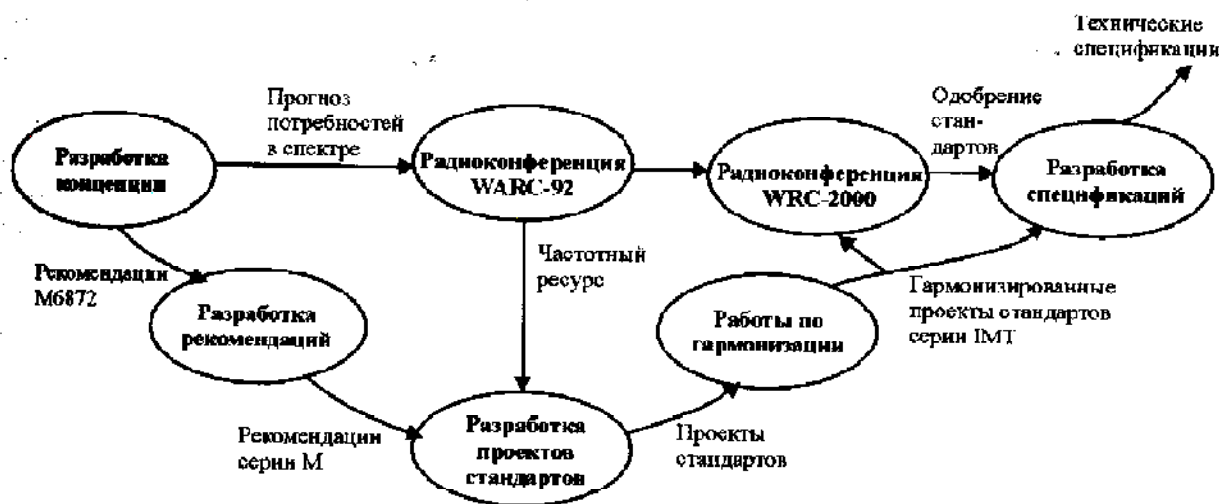 Технические
спецификации
Прогноз
потребностей
в спектре
Одобрение
стан-
дартов
Разработка
концепции
Радиоконференция
WARC-92
Радиоконференция
WRC-2000
Разработка
спецификаций
Рекомендации
М6872
Частотный
ресурс
Разработка
рекомендаций
Работы по
гармонизации
Гармонизированные
проекты стандартов
серии IMT
Рекомендации
серии М
Разработка
проектов
стандартов
Проекты
стандартов